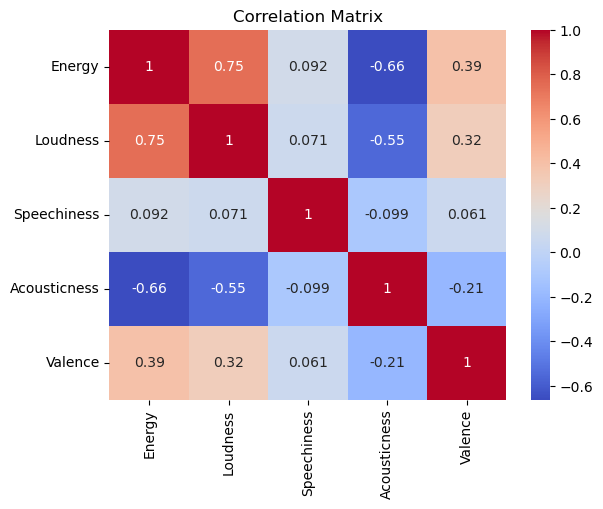 Correlation Matrix
Energy 1 0.75 0.092 -0.66 0.39
Loudness 0.75 1 0.071 -0.55 0.32
Speechiness 0.092 0.071 1 -0.099 0.061
Acousticness -0.66 -0.55 -0.099 1 -0.21
Valence 0.39 0.32 0.061 -0.21 1
Energy Loudness Speechiness Acousticness Valence
1.0
0.8
0.6
0.4
0.2
0.0
−0.2
−0.4
−0.6